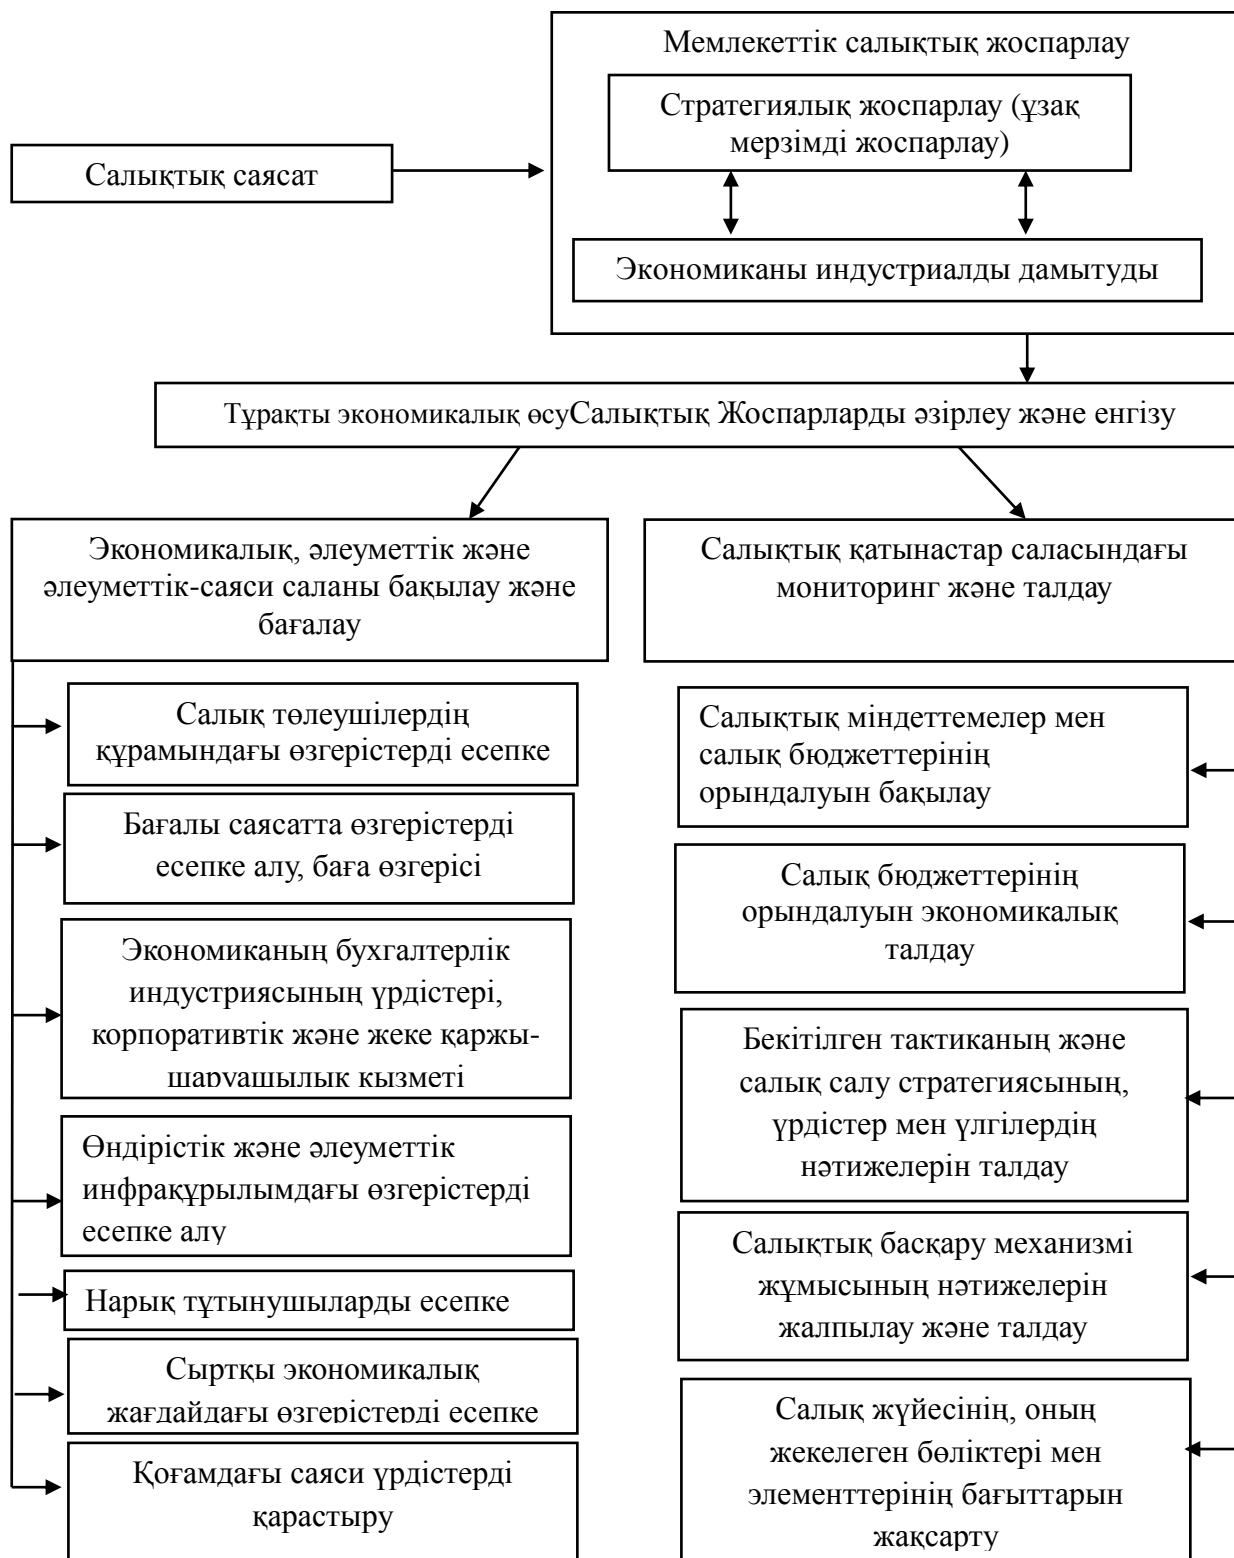 Мемлекеттік салықтық жоспарлау
Стратегиялық жоспарлау (ұзақ
мерзімді жоспарлау)
Салықтық саясат
Экономиканы индустриалды дамытуды
Тұрақты экономикалық өсуСалықтық Жоспарларды әзірлеу және енгізу
Экономикалық, әлеуметтік және
әлеуметтік-саяси саланы бақылау және
бағалау
Салық төлеушілердің
құрамындағы өзгерістерді есепке
Бағалы саясатта өзгерістерді
есепке алу, баға өзгерісі
Экономиканың бухгалтерлік
индустриясының үрдістері,
корпоративтік және жеке қаржы-
шаруашылық қызметі
Өндірістік және әлеуметтік
инфрақұрылымдағы өзгерістерді
есепке алу
Нарық тұтынушыларды есепке
Сыртқы экономикалық
жағдайдағы өзгерістерді есепке
Қоғамдағы саяси үрдістерді
қарастыру
Салықтық қатынастар саласындағы
мониторинг және талдау
Салықтық міндеттемелер мен
салық бюджеттерінің
орындалуын бақылау
Салық бюджеттерінің
орындалуын экономикалық
талдау
Бекітілген тактиканың және
салық салу стратегиясының,
үрдістер мен үлгілердің
нәтижелерін талдау
Салықтық басқару механизмі
жұмысының нәтижелерін
жалпылау және талдау
Салық жүйесінің, оның
жекелеген бөліктері мен
элементтерінің бағыттарын
жақсарту